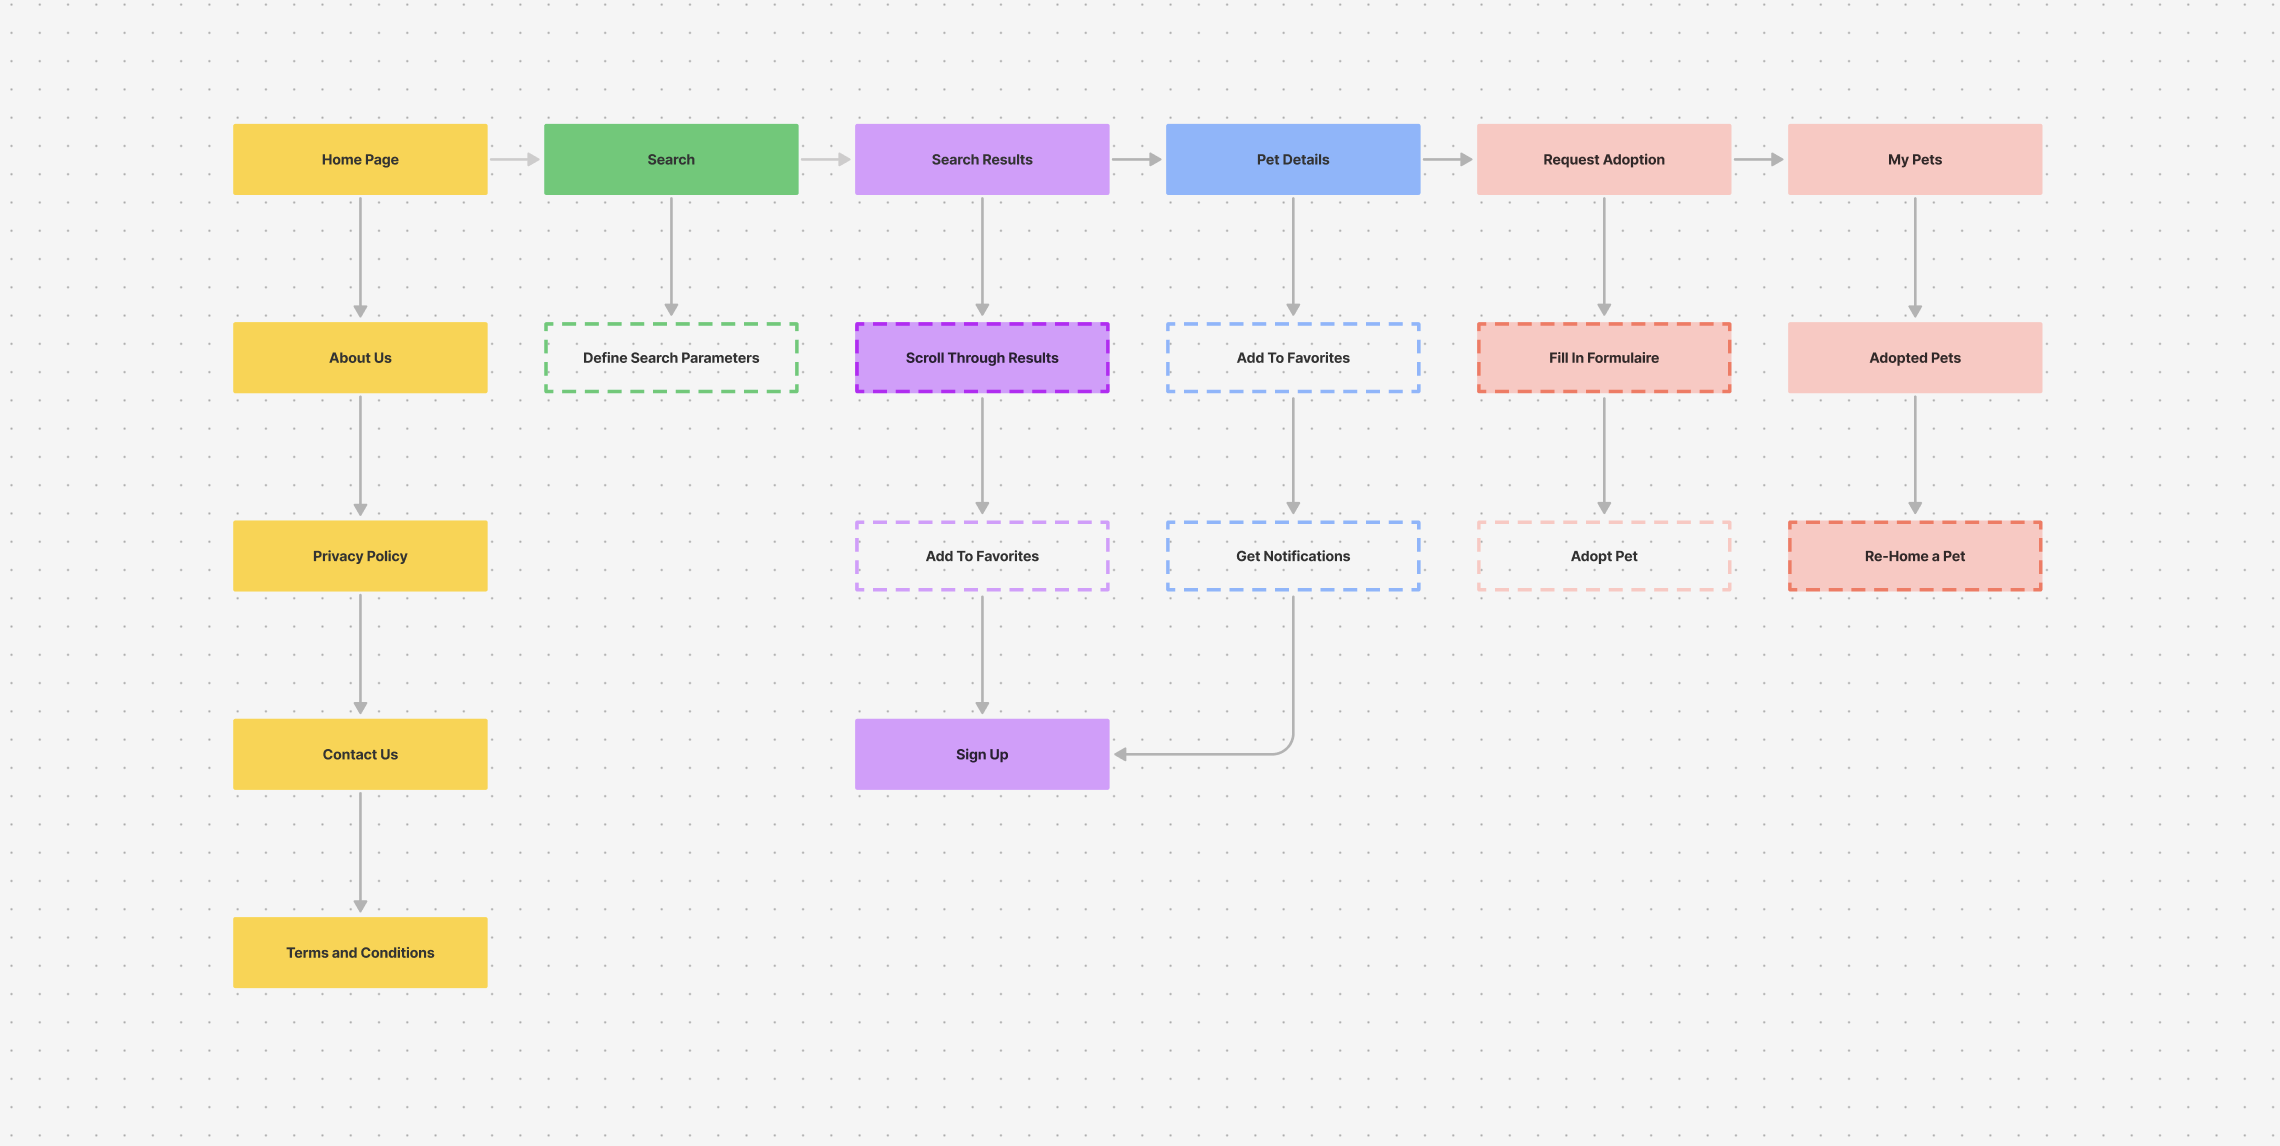 Home Page
Search
Search Results
Pet Details
Request Adoption
My Pets
About Us
Define Search Parameters
Scroll Through Results
Add To Favorites
Fill In Formulaire
Adopted Pets
Privacy Policy
Add To Favorites
Get Notifications
Adopt Pet
Re-Home a Pet
Contact Us
Sign Up
Terms and Conditions